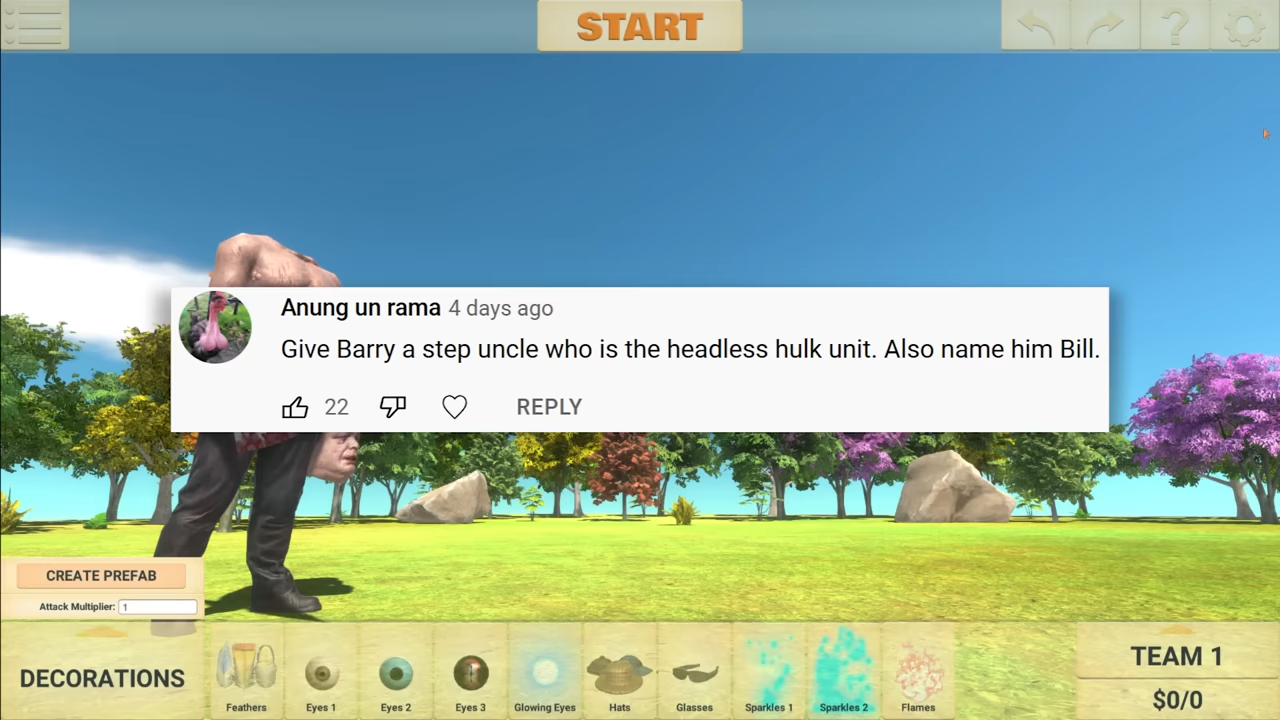 START
Anung un rama 4 days ago
Give Barry a step uncle who is the headless hulk unit. Also name him Bill.
22
REPLY
CREATE PREFAB
Attack Multiplier: 1
DECORATIONS
Feathers
Eyes 1
Eyes 2
Eyes 3
Glowing Eyes
Hats
Glasses
Sparkles 1
Sparkles 2
Flames
TEAM 1
$0/0